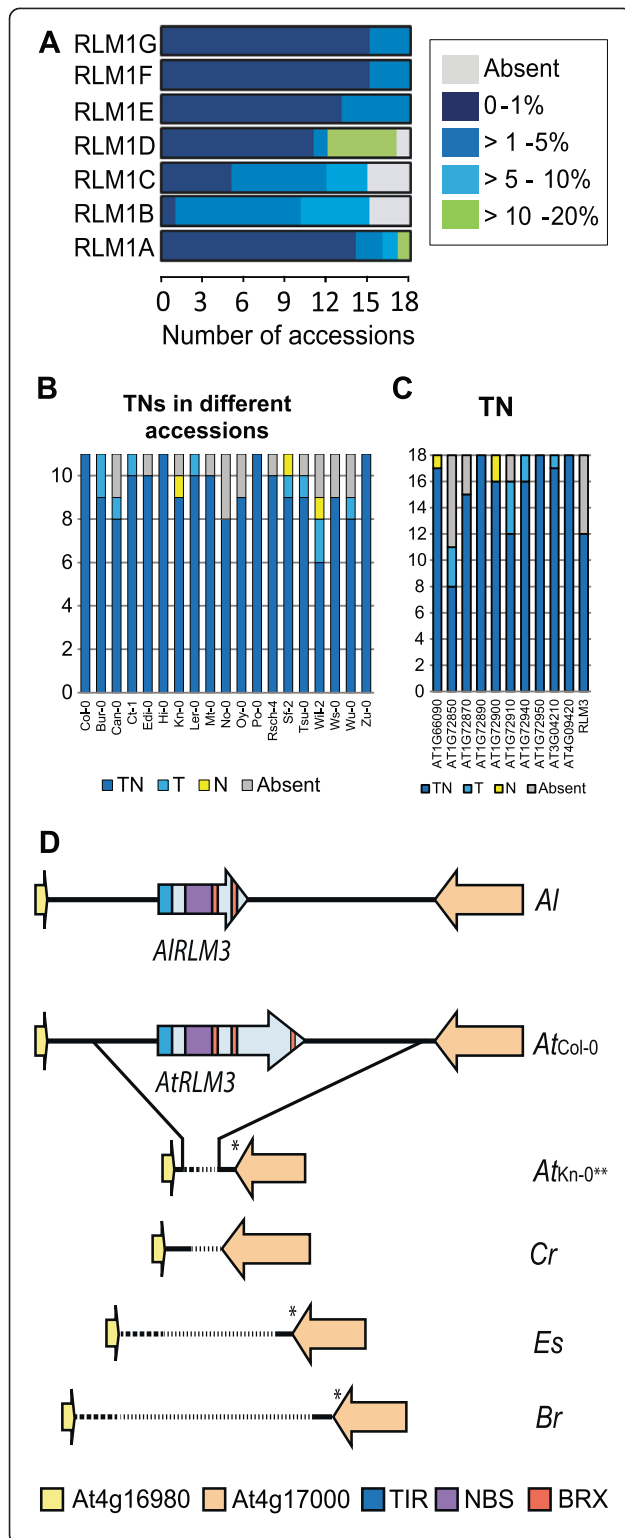 A
RLM1G
RLM1F
RLM1E
RLM1D
RLM1C
RLM1B
RLM1A
0 3 6 9 12 15 18
Number of accessions
Absent
0-1%
> 1 -5%
> 5 - 10%
> 10 -20%
B
TNs in different
accessions
10
8
6
4
2
0
Col-0
Bur-0
Can-0
Ct-1
Edi-0
Hi-0
Kn-0
Ler-0
Mt-0
No-0
Oy-0
Po-0
Rsch-4
Sf-2
Tsu-0
Wil-2
Ws-0
Wu-0
Zu-0
TN T N Absent
C
TN
18
16
14
12
10
8
6
4
2
0
AT1G66090
AT1G72850
AT1G72870
AT1G72890
AT1G72900
AT1G72910
AT1G72940
AT1G72950
AT3G04210
AT4G09420
RLM3
TN T N Absent
D
AlRLM3
Al
AtRLM3
AtCol-0
*
AtKn-0**
Cr
*
Es
*
Br
At4g16980 At4g17000 TIR NBS BRX